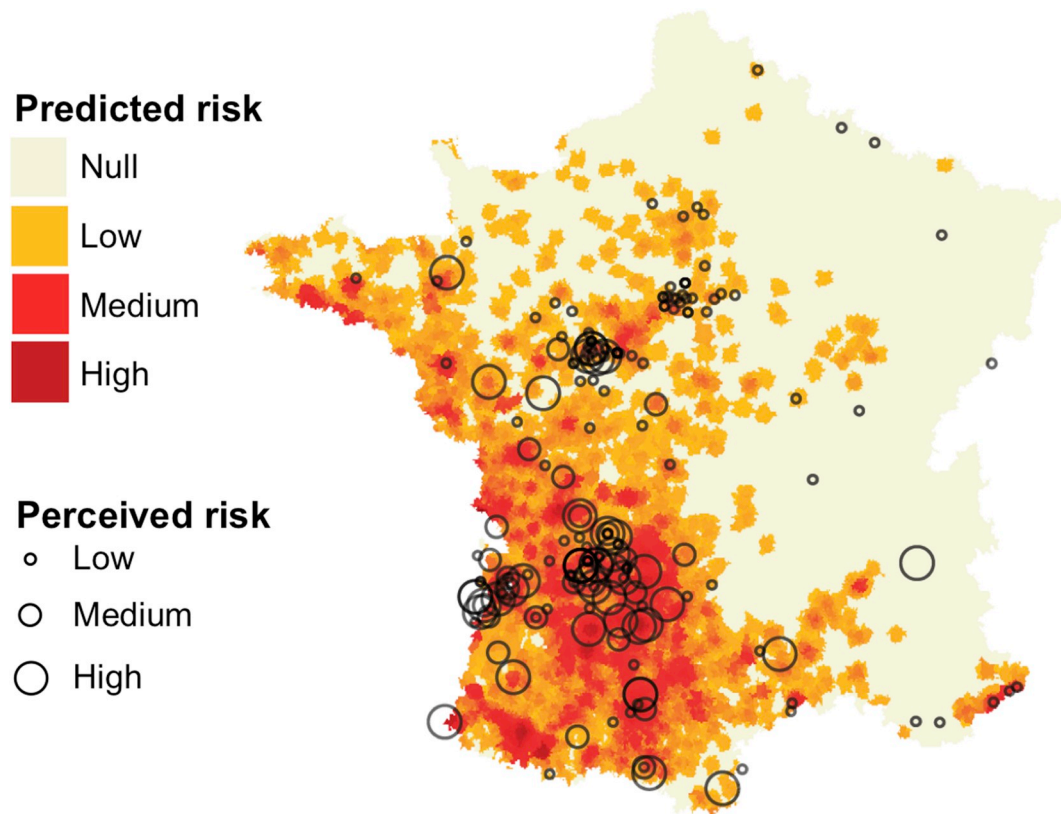 Predicted risk
Null
Low
Medium
High
Perceived risk
Low
Medium
High